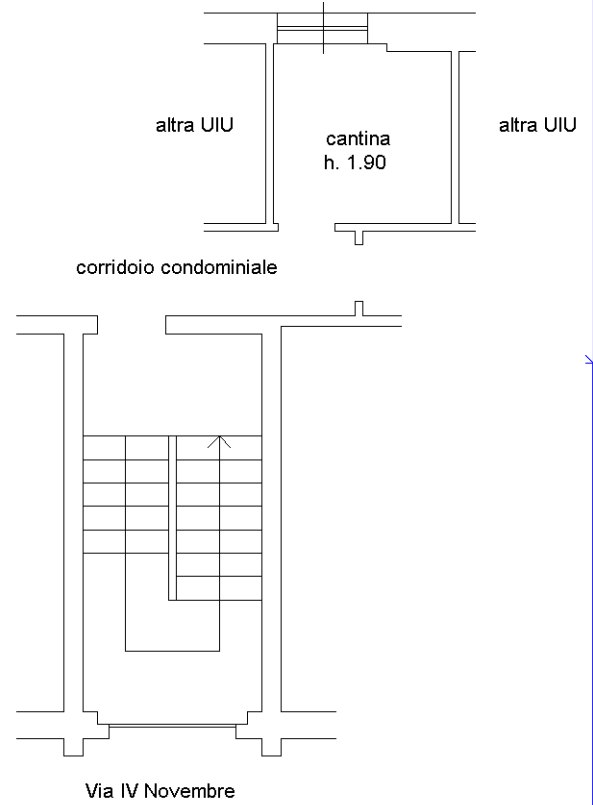 altra UIU
cantina
h. 1.90
altra UIU
corridoio condominiale
Via IV Novembre